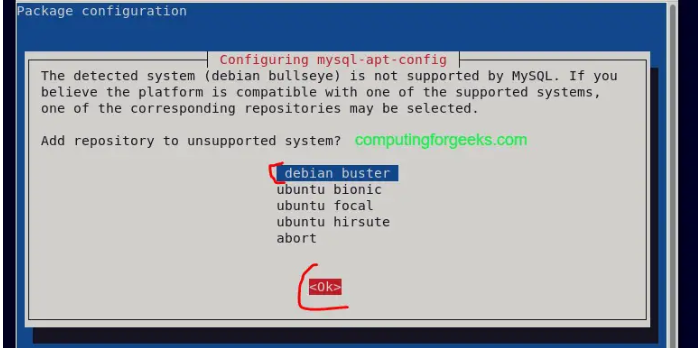 Package configuration
Configuring mysql-apt-config
The detected system (debian bullseye) is not supported by MySQL. If you
believe the platform is compatible with one of the supported systems,
one of the corresponding repositories may be selected.
Add repository to unsupported system? computingforgeeks.com
debian buster
ubuntu bionic
ubuntu focal
ubuntu hirsute
abort
<Ok>